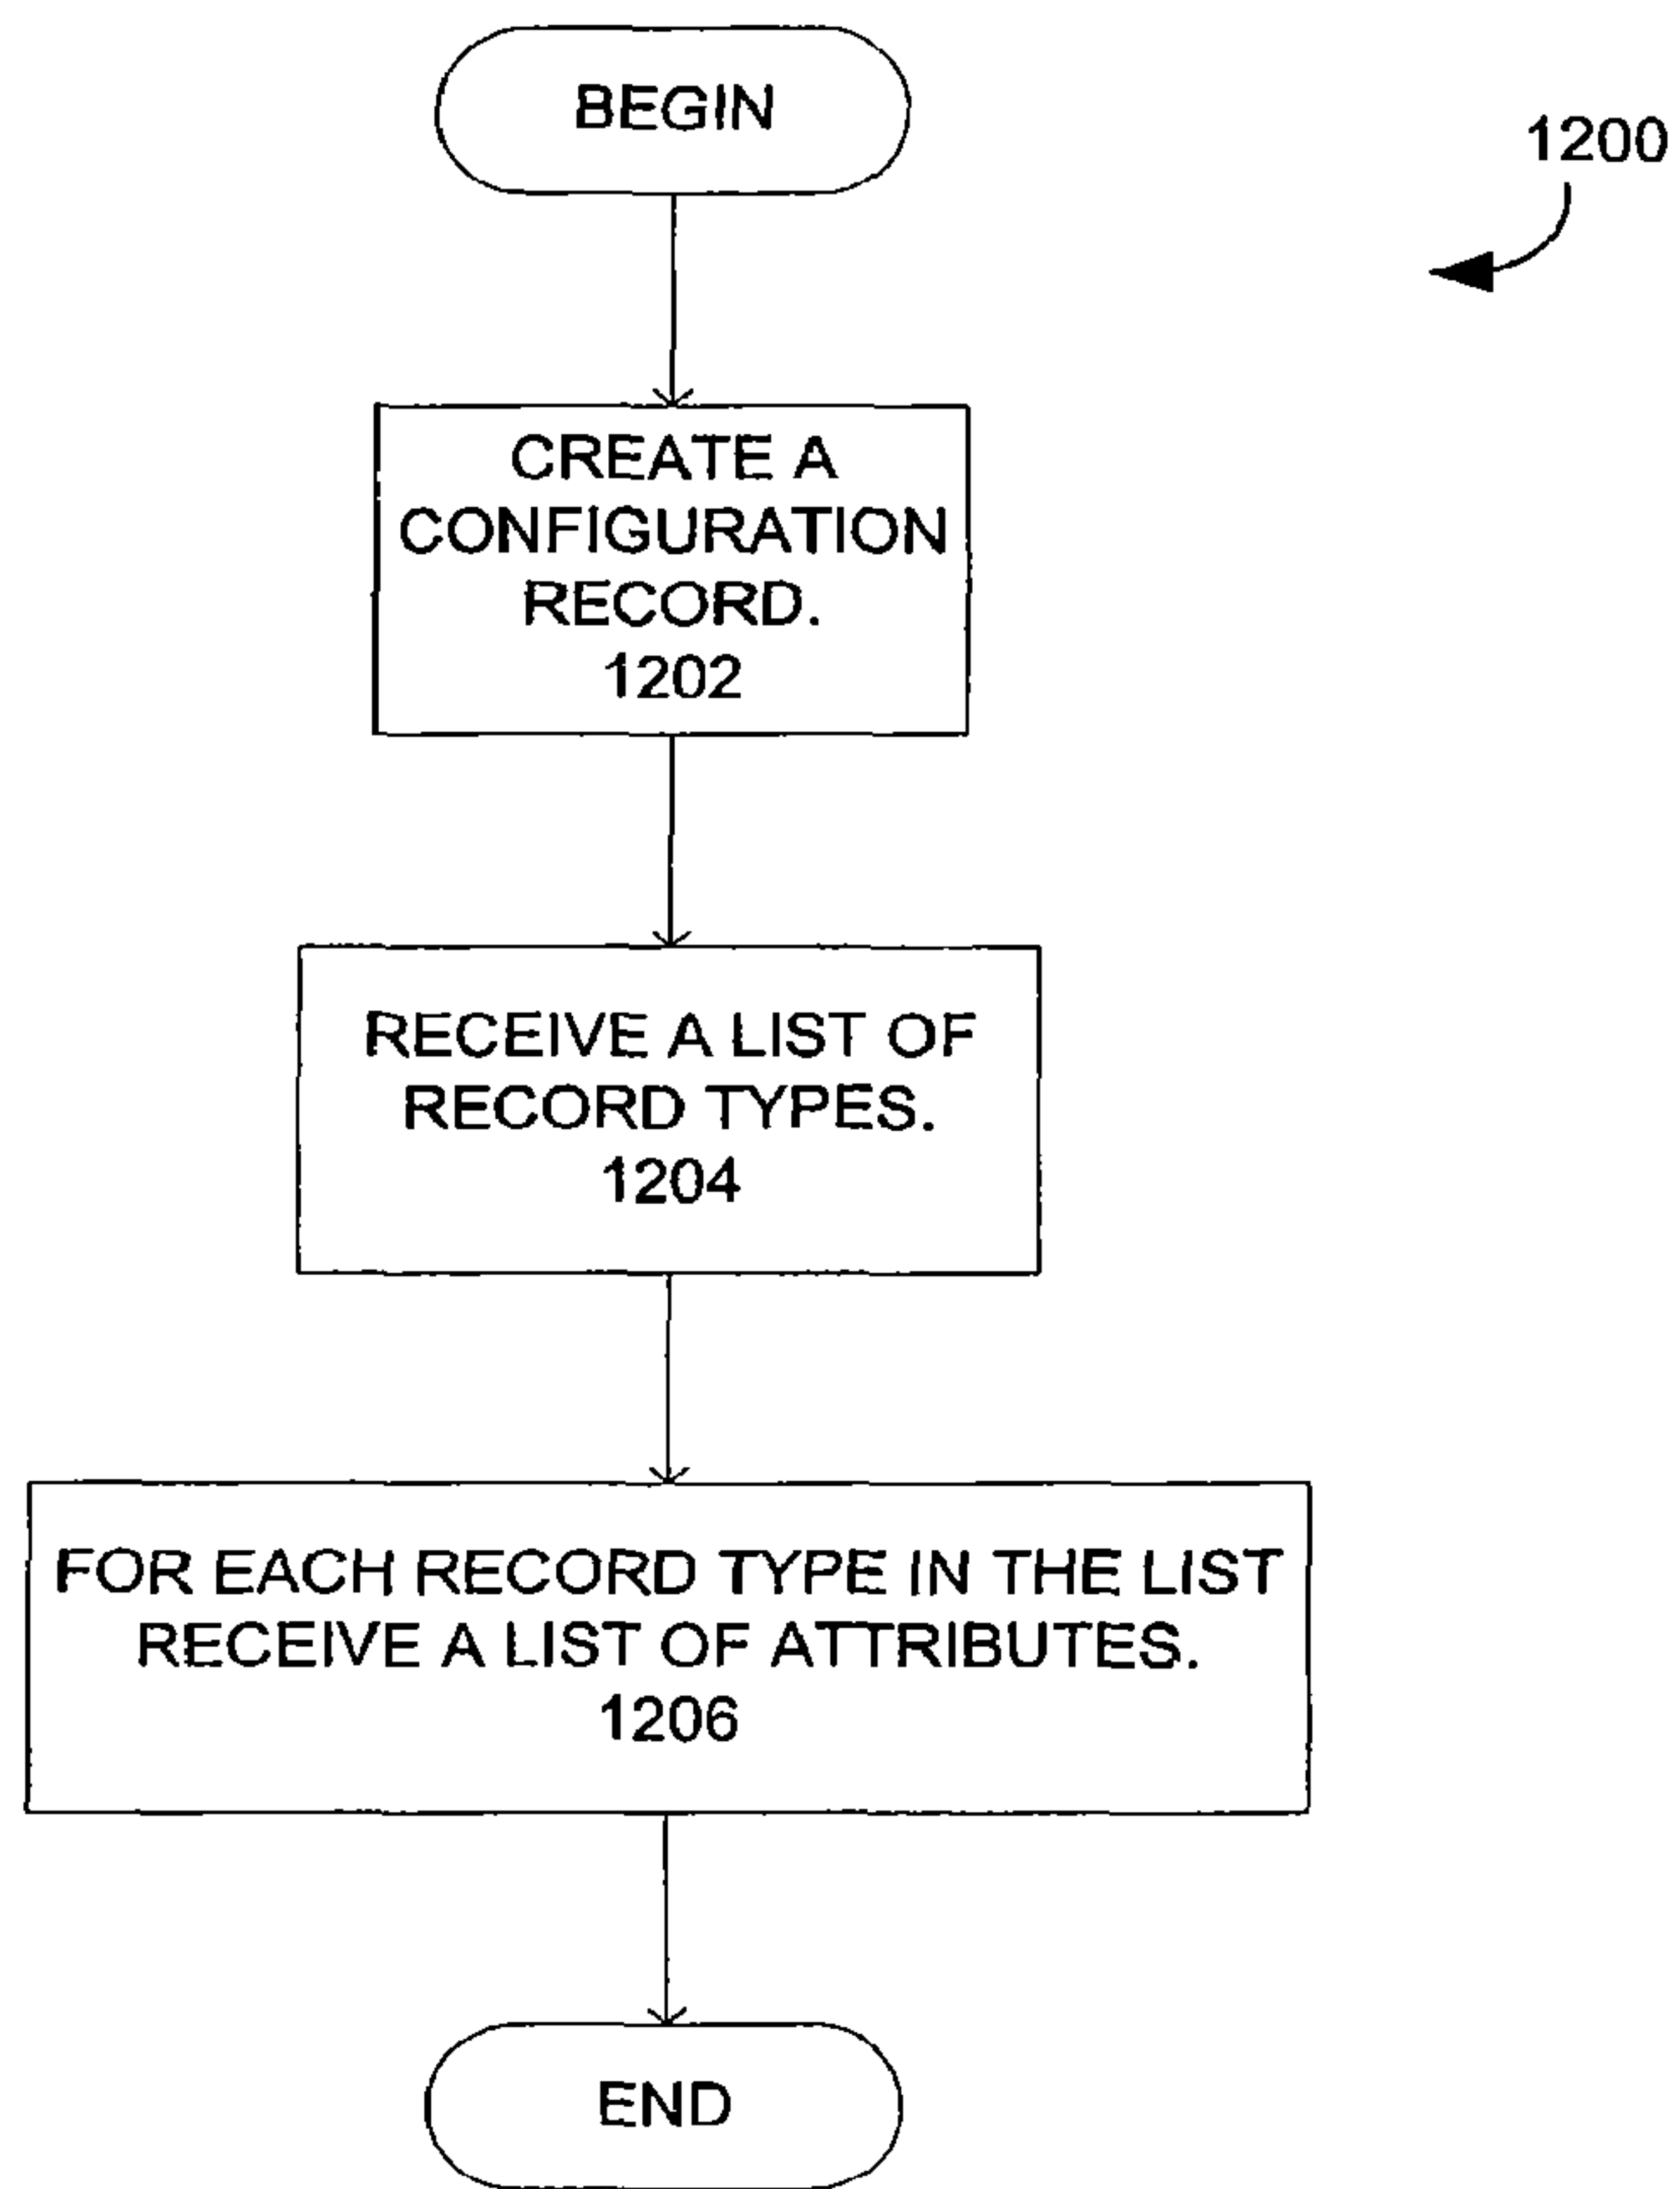 BEGIN
1200
CREATE A
CONFIGURATION
RECORD.
1202
RECEIVE A LIST OF
RECORD TYPES.
1204
FOR EACH RECORD TYPE IN THE LIST
RECEIVE A LIST OF ATTRIBUTES.
1206
END